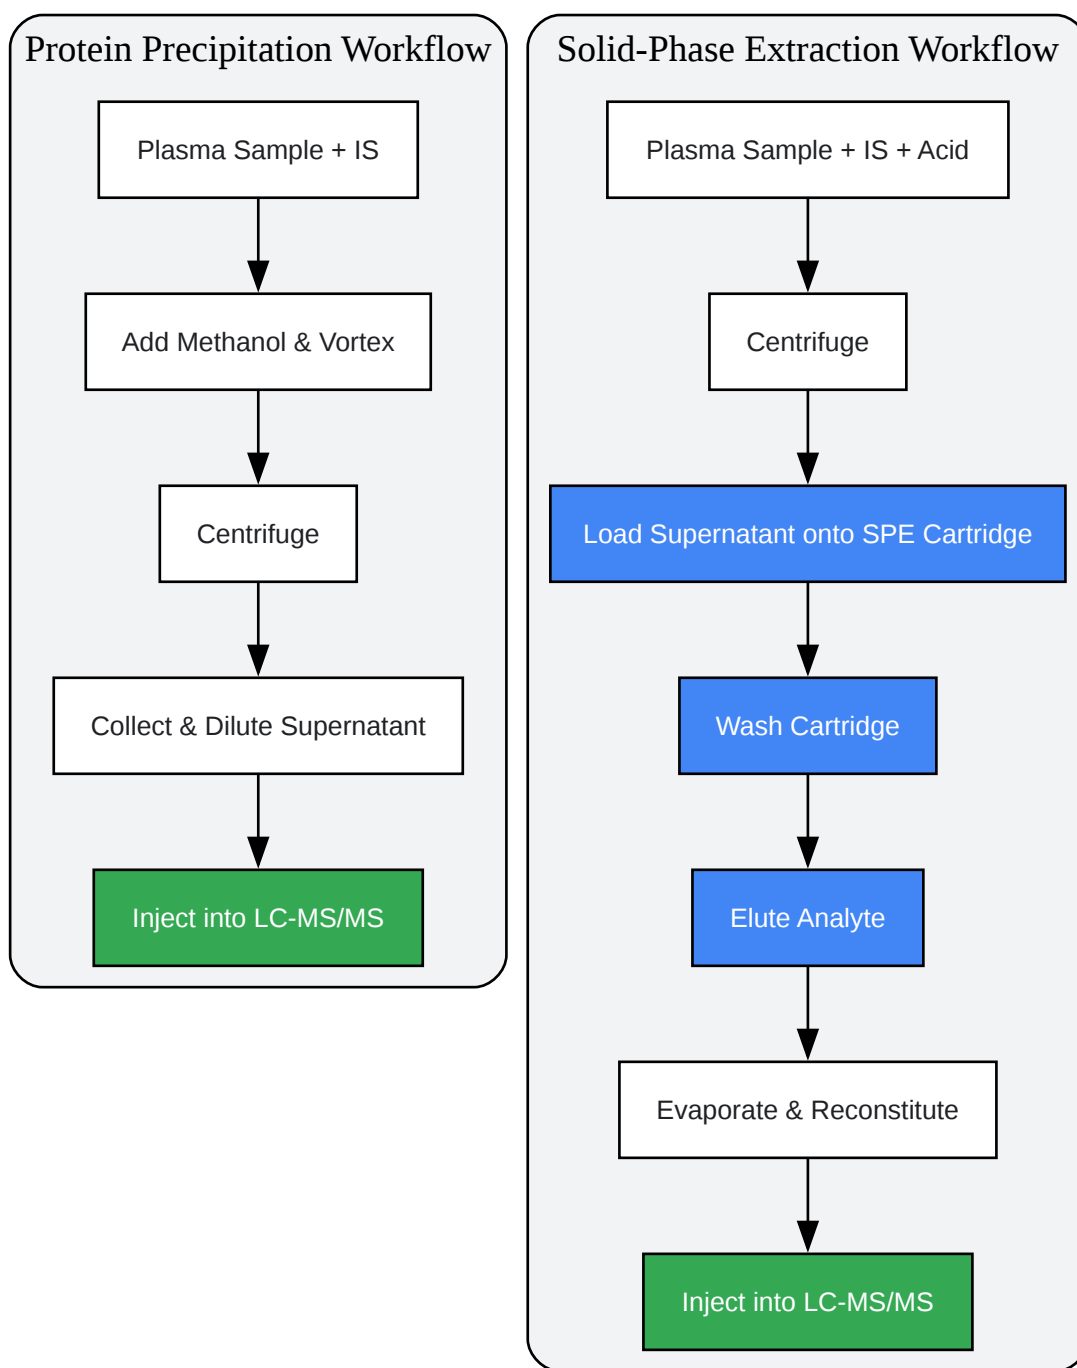 Protein Precipitation Workflow
Plasma Sample + IS
Add Methanol & Vortex
Centrifuge
Collect & Dilute Supernatant
Inject into LC-MS/MS
Solid-Phase Extraction Workflow
Plasma Sample + IS + Acid
Centrifuge
Load Supernatant onto SPE Cartridge
Wash Cartridge
Elute Analyte
Evaporate & Reconstitute
Inject into LC-MS/MS